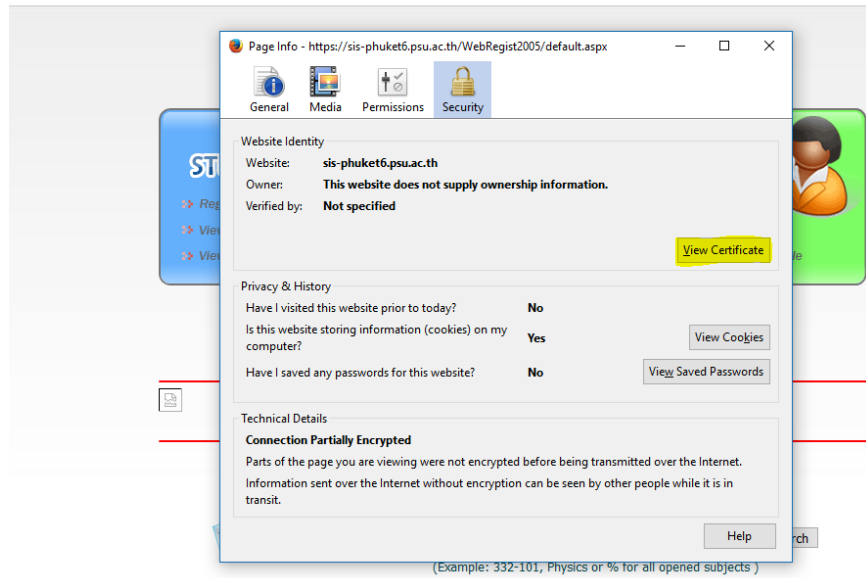 Page Info - https://sis-phuket6.psu.ac.th/WebRegist2005/default.aspx
General Media Permissions Security
Website Identity
Website: sis-phuket6.psu.ac.th
Owner: This website does not supply ownership information.
Verified by: Not specified
View Certificate
Privacy & History
Have I visited this website prior to today? No
Is this website storing information (cookies) on my
computer?
Yes
View Cookies
Have I saved any passwords for this website? No View Saved Passwords
Technical Details
Connection Partially Encrypted
Parts of the page you are viewing were not encrypted before being transmitted over the Internet.
Information sent over the Internet without encryption can be seen by other people while it is in
transit.
Help
(Example: 332-101, Physics or % for all opened subjects )